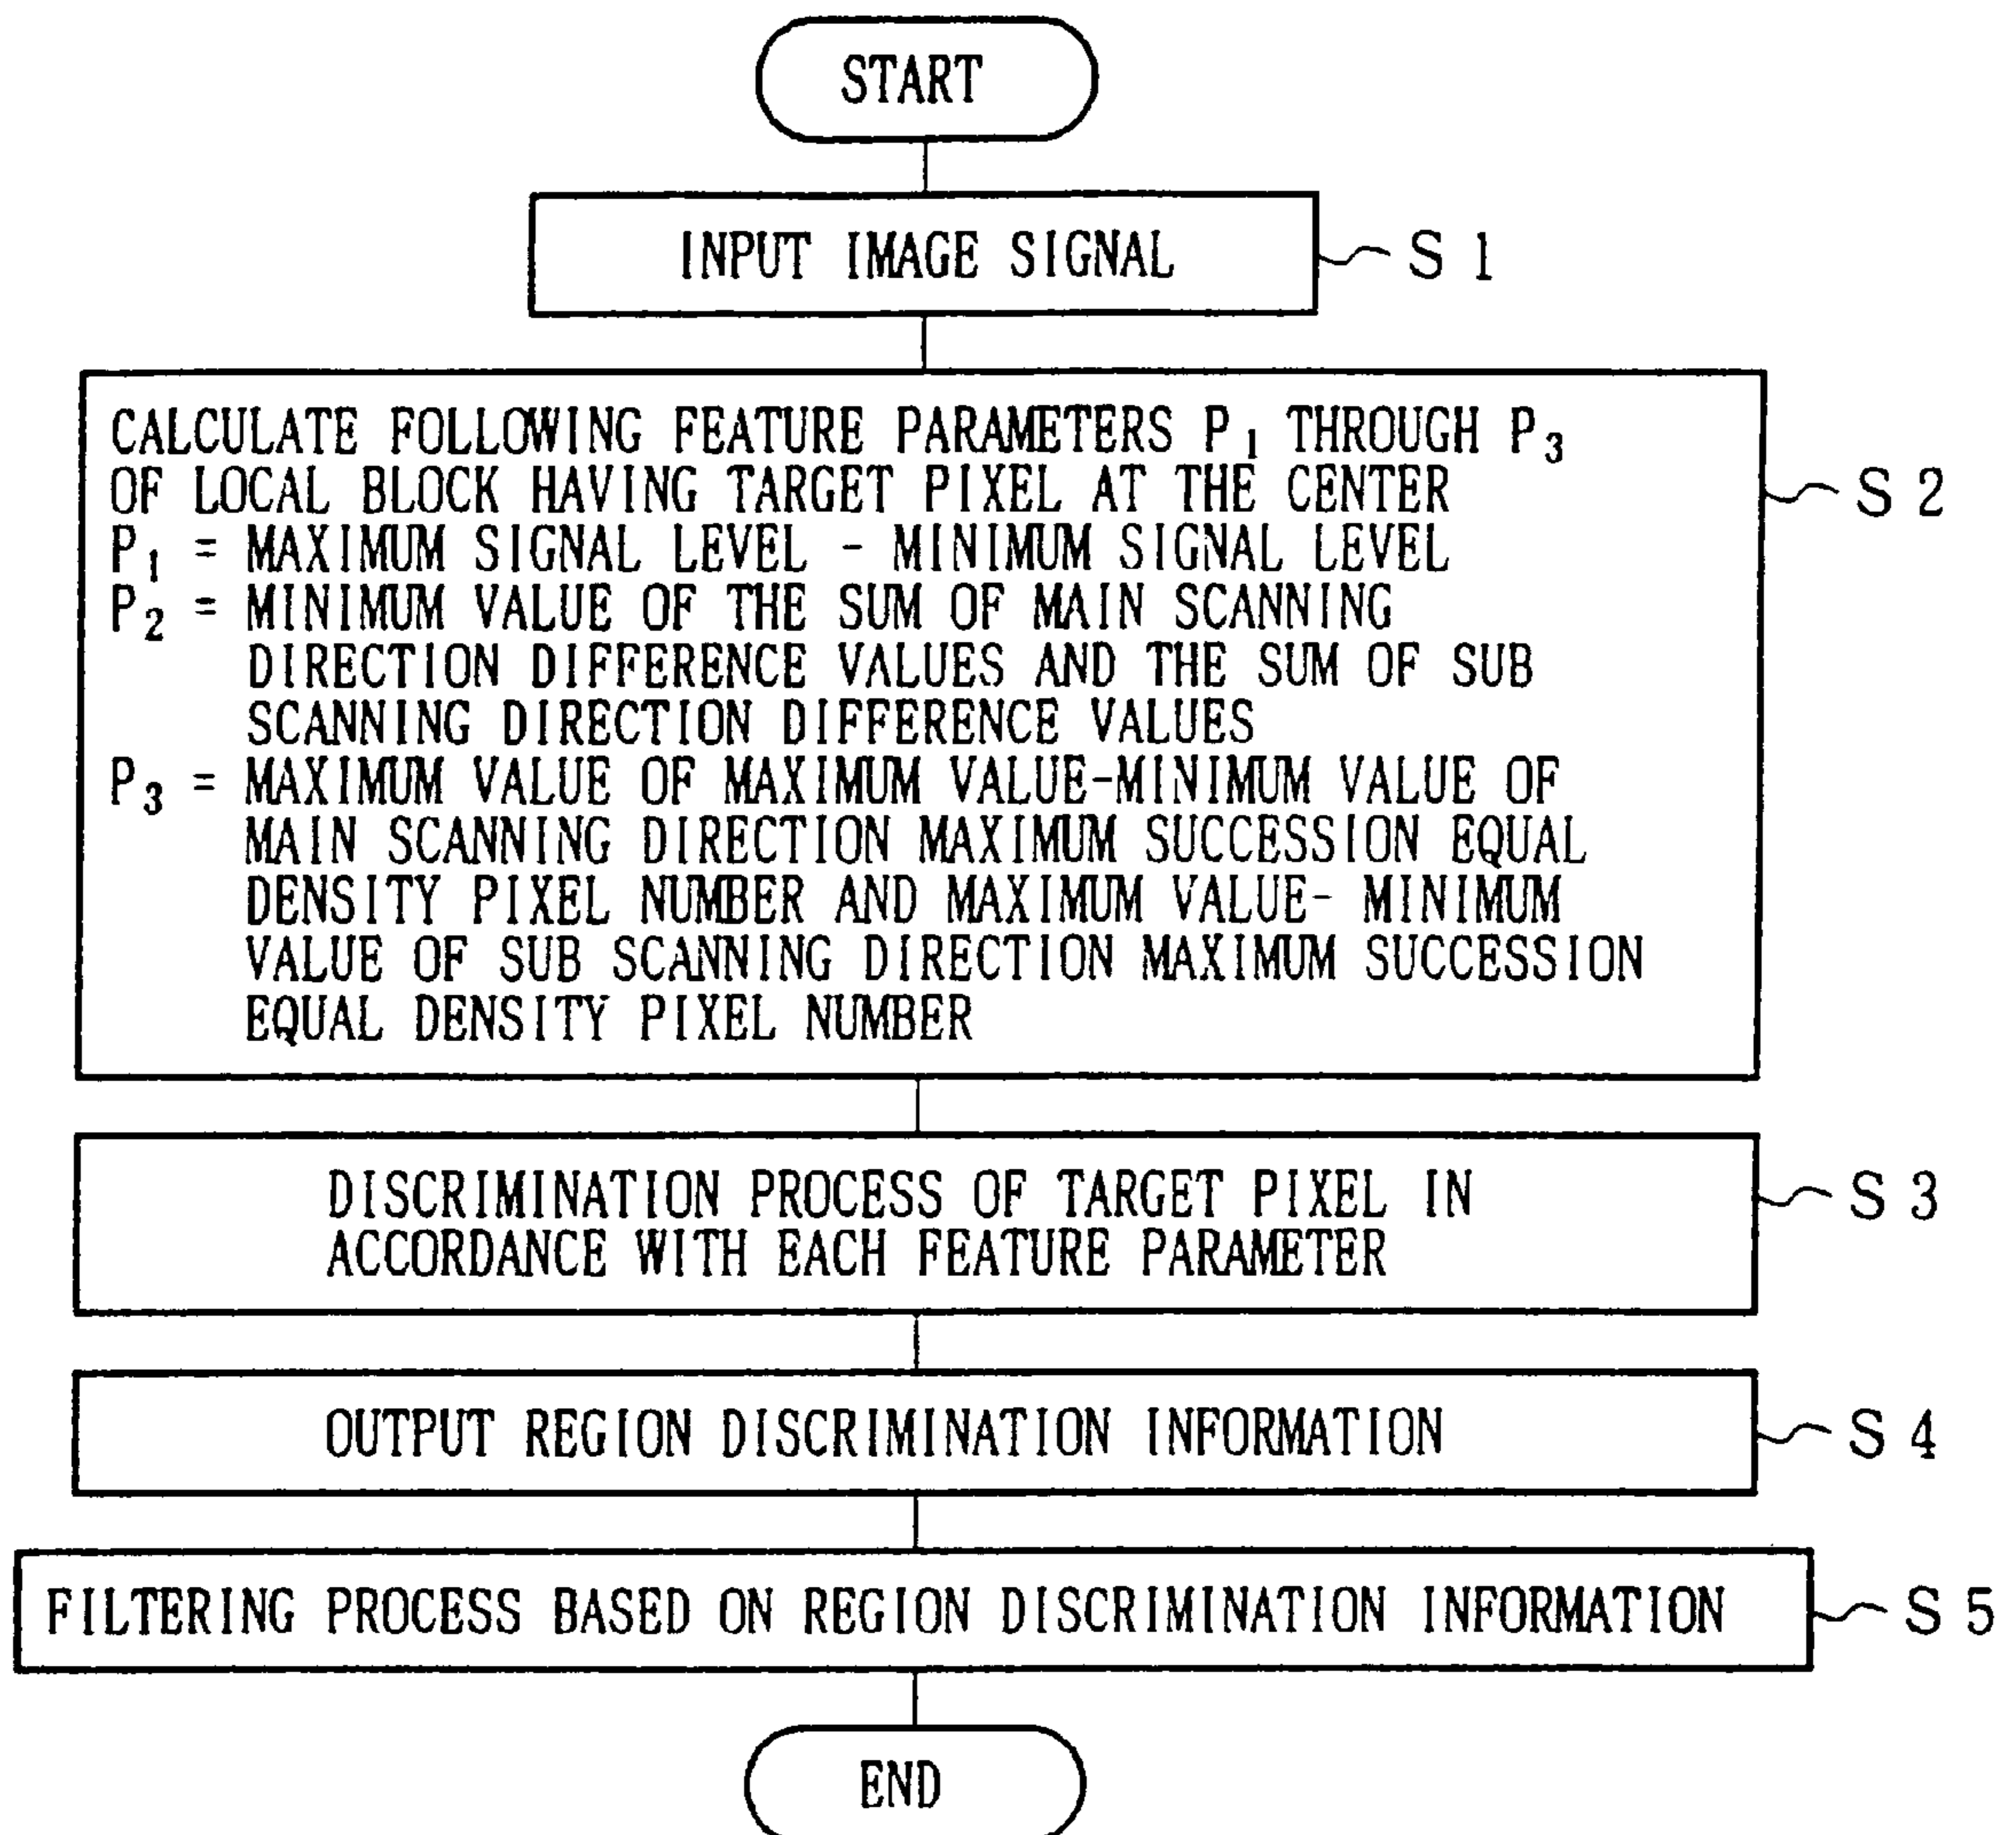 START
INPUT IMAGE SIGNAL
S1
CALCULATE FOLLOWING FEATURE PARAMETERS P1 THROUGH P3
OF LOCAL BLOCK HAVING TARGET PIXEL AT THE CENTER
S2
P1 = MAXIMUM SIGNAL LEVEL - MINIMUM SIGNAL LEVEL
P2 = MINIMUM VALUE OF THE SUM OF MAIN SCANNING
DIRECTION DIFFERENCE VALUES AND THE SUM OF SUB
SCANNING DIRECTION DIFFERENCE VALUES
P3 = MAXIMUM VALUE OF MAXIMUM VALUE-MINIMUM VALUE OF
MAIN SCANNING DIRECTION MAXIMUM SUCCESSION EQUAL
DENSITY PIXEL NUMBER AND MAXIMUM VALUE- MINIMUM
VALUE OF SUB SCANNING DIRECTION MAXIMUM SUCCESSION
EQUAL DENSITY PIXEL NUMBER
DISCRIMINATION PROCESS OF TARGET PIXEL IN
ACCORDANCE WITH EACH FEATURE PARAMETER
S3
OUTPUT REGION DISCRIMINATION INFORMATION
S4
FILTERING PROCESS BASED ON REGION DISCRIMINATION INFORMATION
S5
END